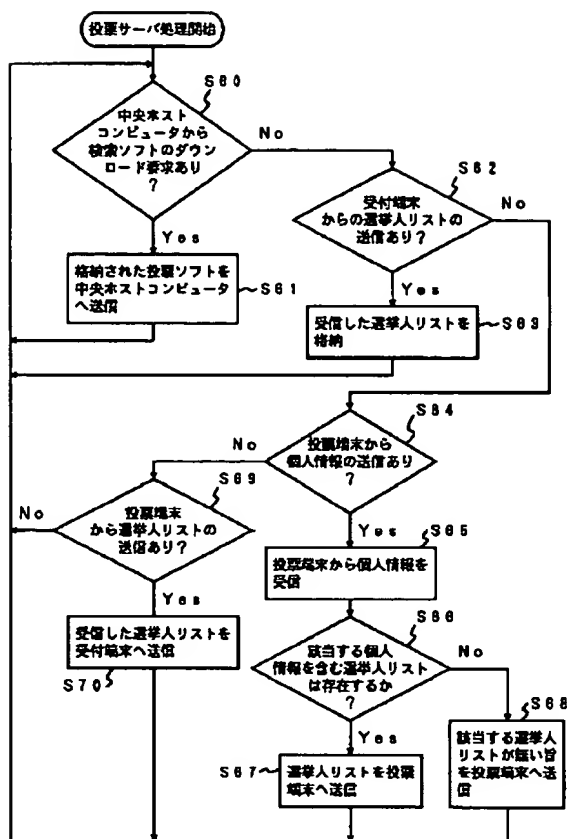 投票サーバ処理開始
S60
中央ホスト
コンピュータから
検索ソフトのダウン
ロード要求あり
?
No
Yes
S62
受付端末
からの選挙人リストの
送信あり?
No
Yes
格納された投票ソフトを
中央ホストコンピュータ
へ送信
S61
受信した選挙人リストを
格納
S63
S64
投票端末から
個人情報の送信あり
?
No
Yes
S69
投票端末
から選挙人リストの
送信あり?
No
Yes
S65
投票端末から個人情報を
受信
受信した選挙人リストを
受付端末へ送信
S70
S66
該当する個人
情報を含む選挙人リスト
は存在するか
?
No
Yes
S67
選挙人リストを投票
端末へ送信
S68
該当する選挙人
リストが無い旨
を投票端末へ送
信